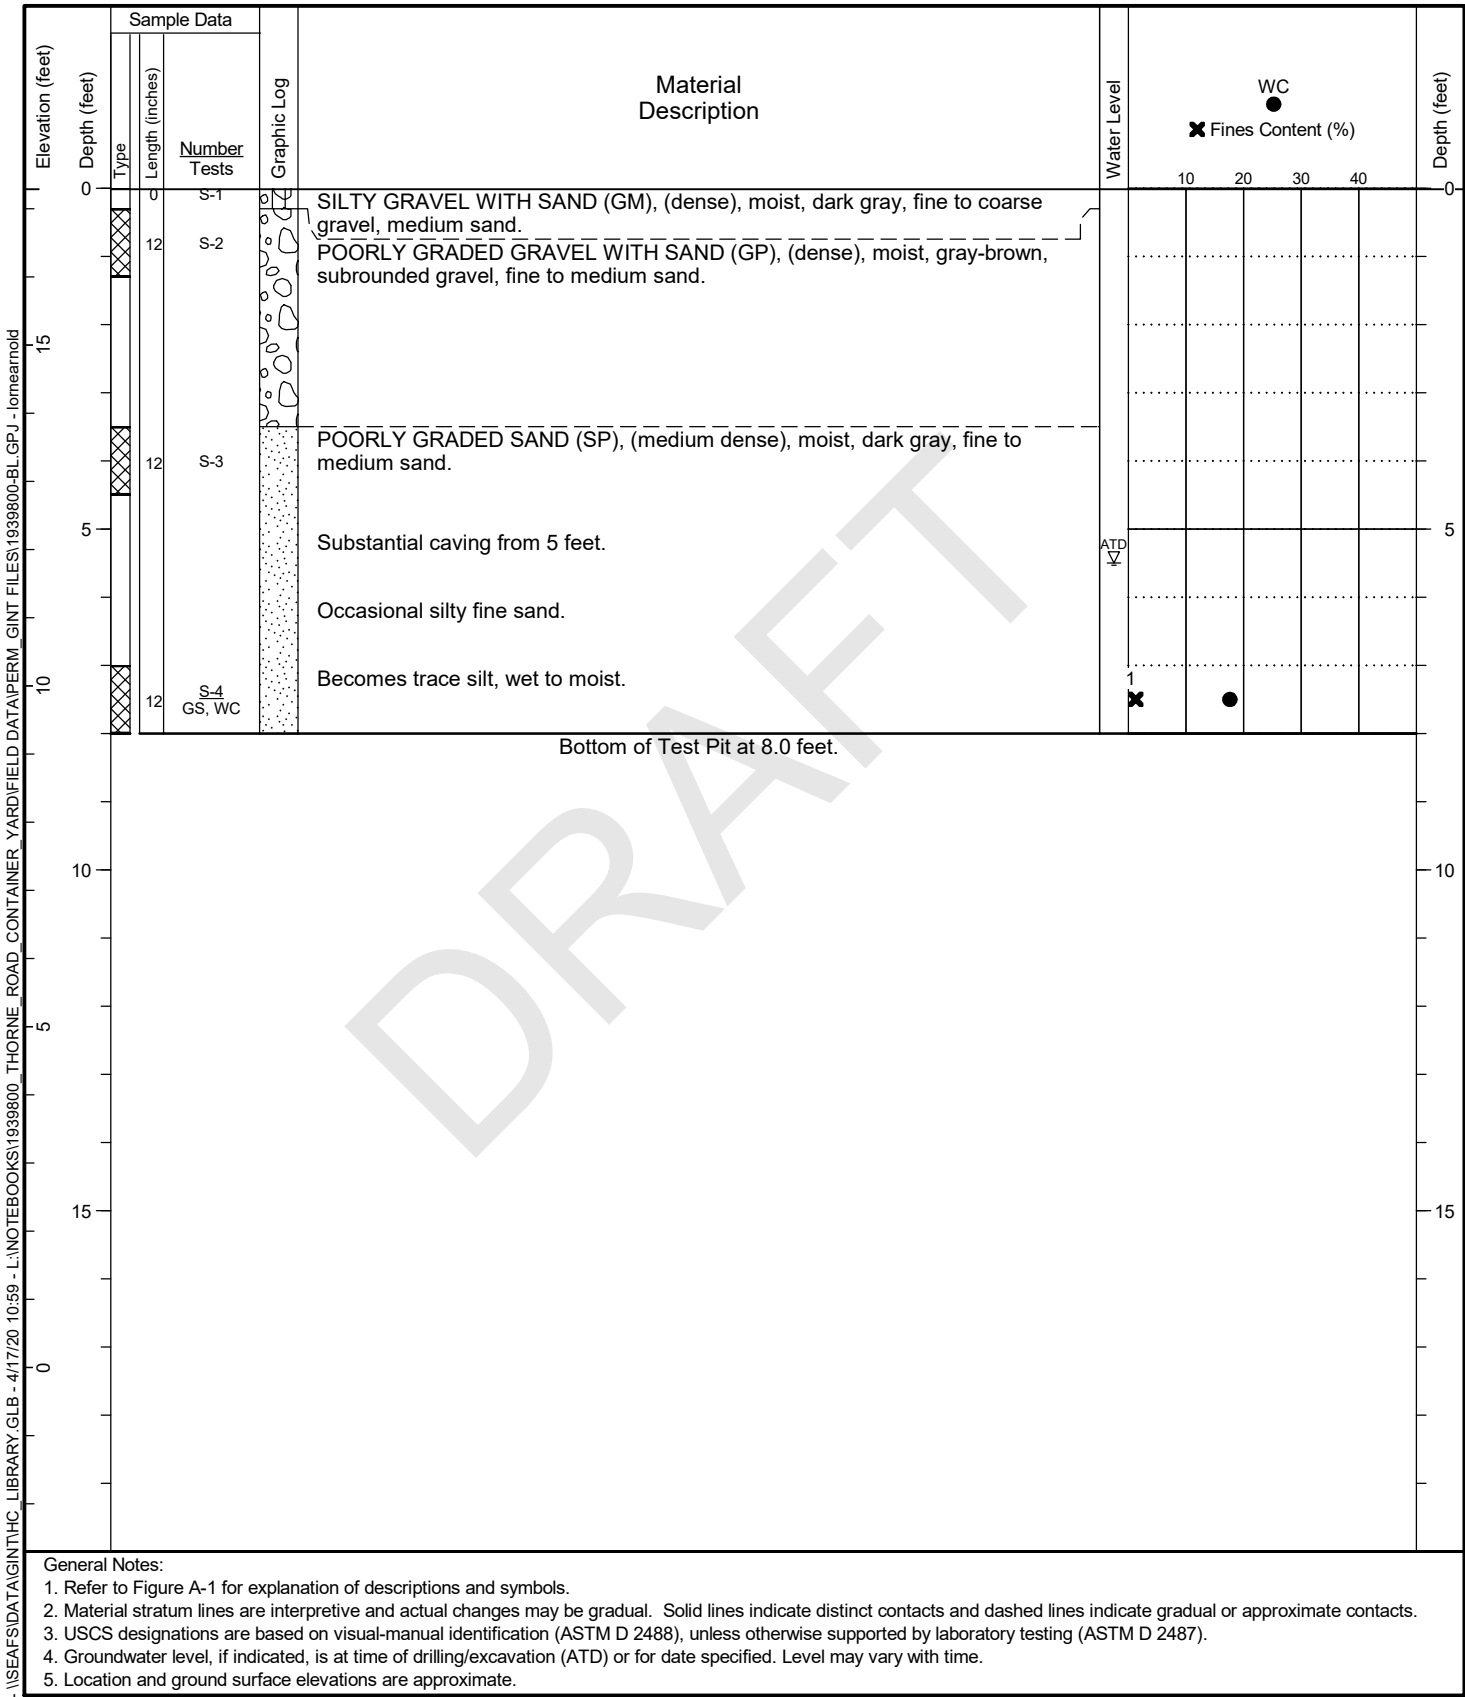 Sample Data
Elevation (feet)
Depth (feet)
Type
Length (inches)
Number
Tests
Graphic Log
Material
Description
Water Level
WC
Fines Content (%)
Depth (feet)
10 20 30 40
0 0 S-1 0
SILTY GRAVEL WITH SAND (GM), (dense), moist, dark gray, fine to coarse
gravel, medium sand.
12 S-2
POORLY GRADED GRAVEL WITH SAND (GP), (dense), moist, gray-brown,
subrounded gravel, fine to medium sand.
15
POORLY GRADED SAND (SP), (medium dense), moist, dark gray, fine to
medium sand.
12 S-3
5 5
Substantial caving from 5 feet.
ATD
Occasional silty fine sand.
Becomes trace silt, wet to moist.
1
10
12 S-4
GS, WC
Bottom of Test Pit at 8.0 feet.
DRAFT
10 10
5
15 15
0
General Notes:
1. Refer to Figure A-1 for explanation of descriptions and symbols.
2. Material stratum lines are interpretive and actual changes may be gradual. Solid lines indicate distinct contacts and dashed lines indicate gradual or approximate contacts.
3. USCS designations are based on visual-manual identification (ASTM D 2488), unless otherwise supported by laboratory testing (ASTM D 2487).
4. Groundwater level, if indicated, is at time of drilling/excavation (ATD) or for date specified. Level may vary with time.
5. Location and ground surface elevations are approximate.
- \\SEAFS\DATA\GINT\HC_LIBRARY.GLB - 4/17/20 10:59 - L:\NOTEBOOKS\1939800_THORNE_ROAD_CONTAINER_YARD\FIELD DATA\PERM_GINT FILES\1939800-BL.GPJ - lornearnold